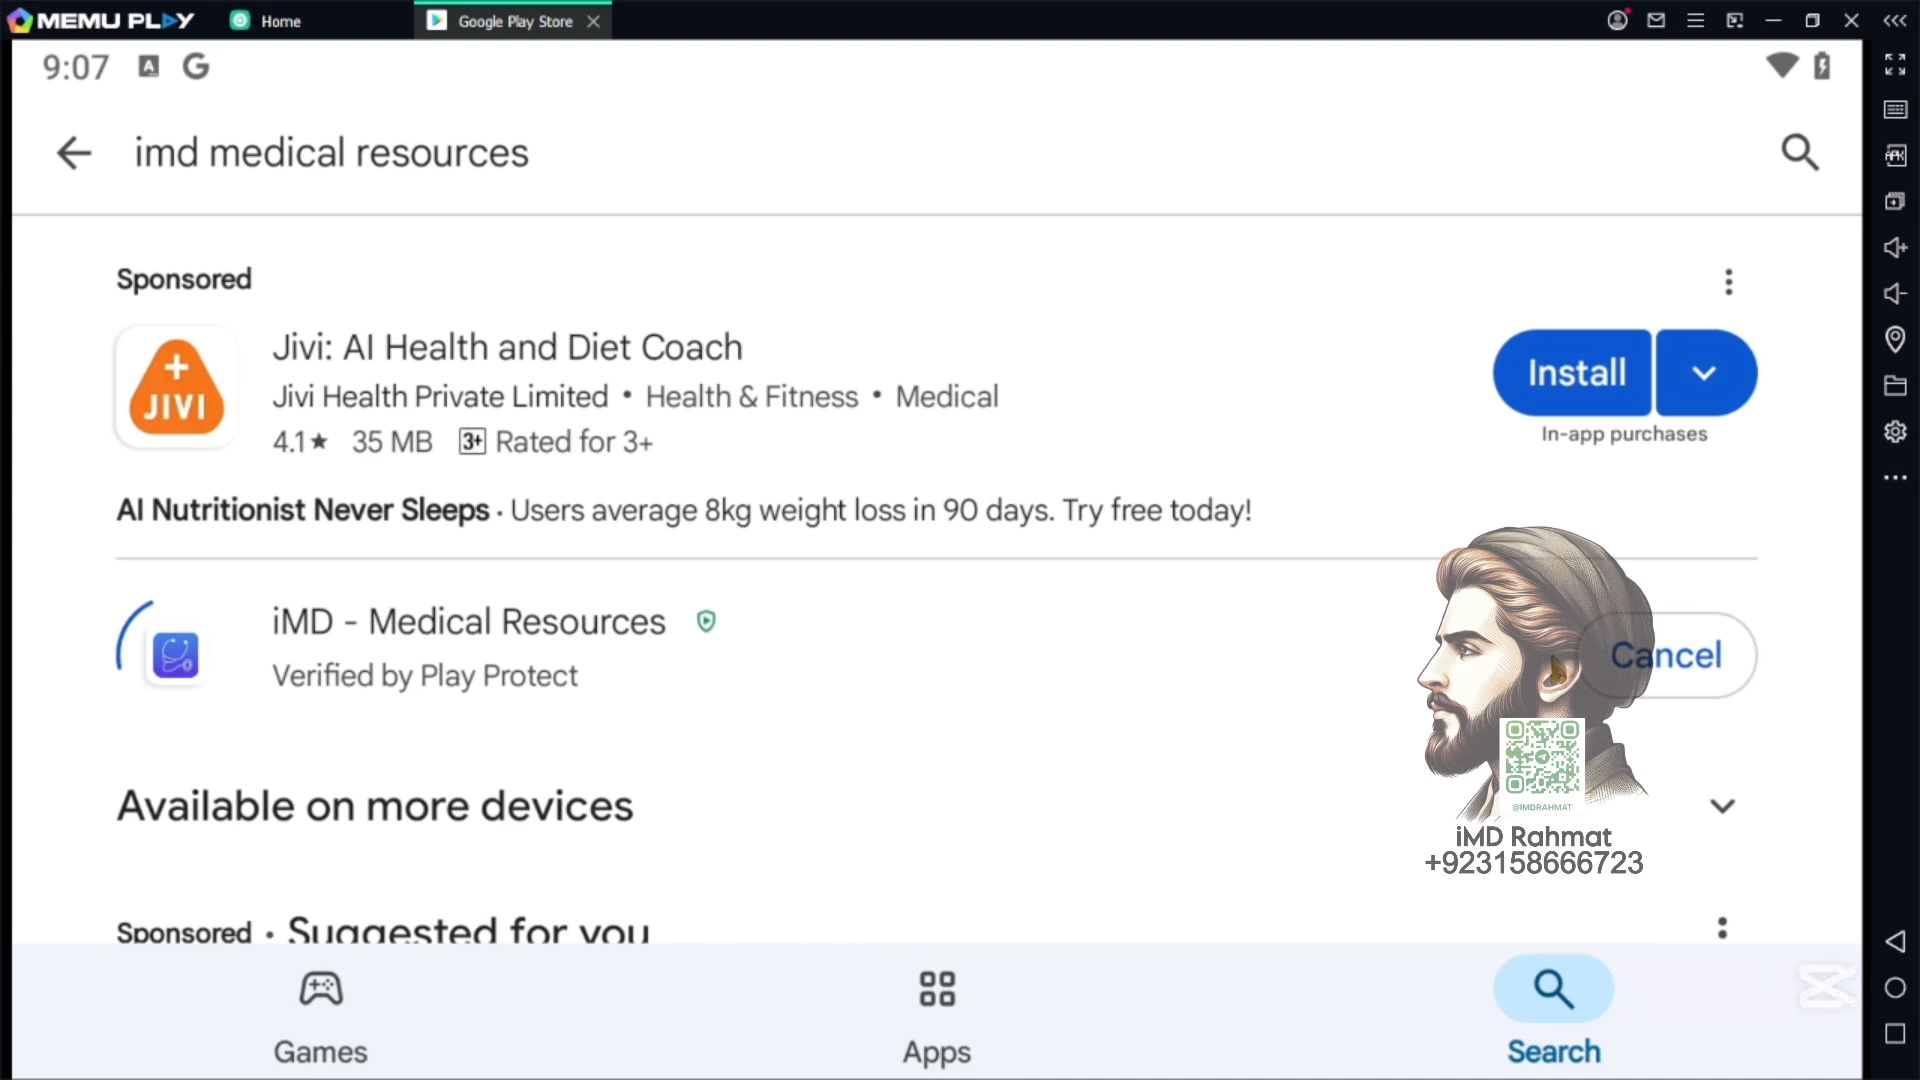 MEMU PLAY
Home
Google Play Store
9:07
imd medical resources
Sponsored
Jivi: AI Health and Diet Coach
Jivi Health Private Limited • Health & Fitness • Medical
4.1★ 35 MB 3+ Rated for 3+
Install
In-app purchases
JIVI
AI Nutritionist Never Sleeps · Users average 8kg weight loss in 90 days. Try free today!
iMD - Medical Resources
Verified by Play Protect
Cancel
Available on more devices
@IMDRAHMAT
iMD Rahmat
+923158666723
Sponsored • Suggested for you
Games
Apps
Search
APK